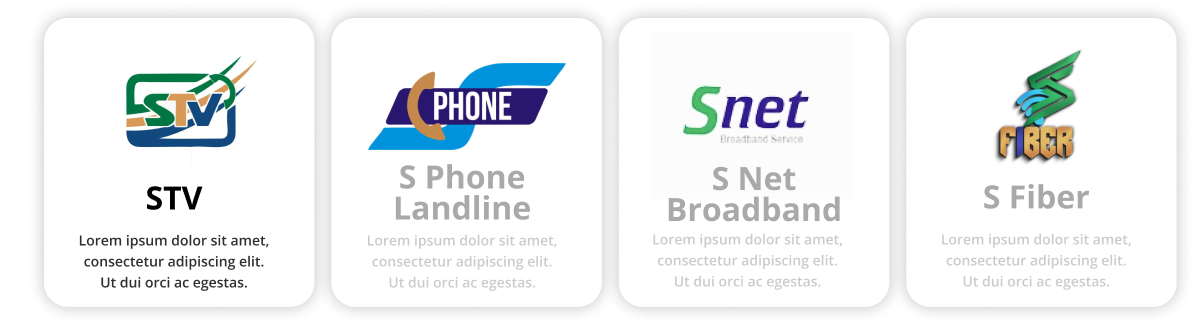 STV
STV
Lorem ipsum dolor sit amet,
consectetur adipiscing elit.
Ut dui orci ac egestas.
PHONE
S Phone
Landline
Lorem ipsum dolor sit amet,
consectetur adipiscing elit.
Ut dui orci ac egestas.
Snet
Broadband Service
S Net
Broadband
Lorem ipsum dolor sit amet,
consectetur adipiscing elit.
Ut dui orci ac egestas.
FIBER
S Fiber
Lorem ipsum dolor sit amet,
consectetur adipiscing elit.
Ut dui orci ac egestas.